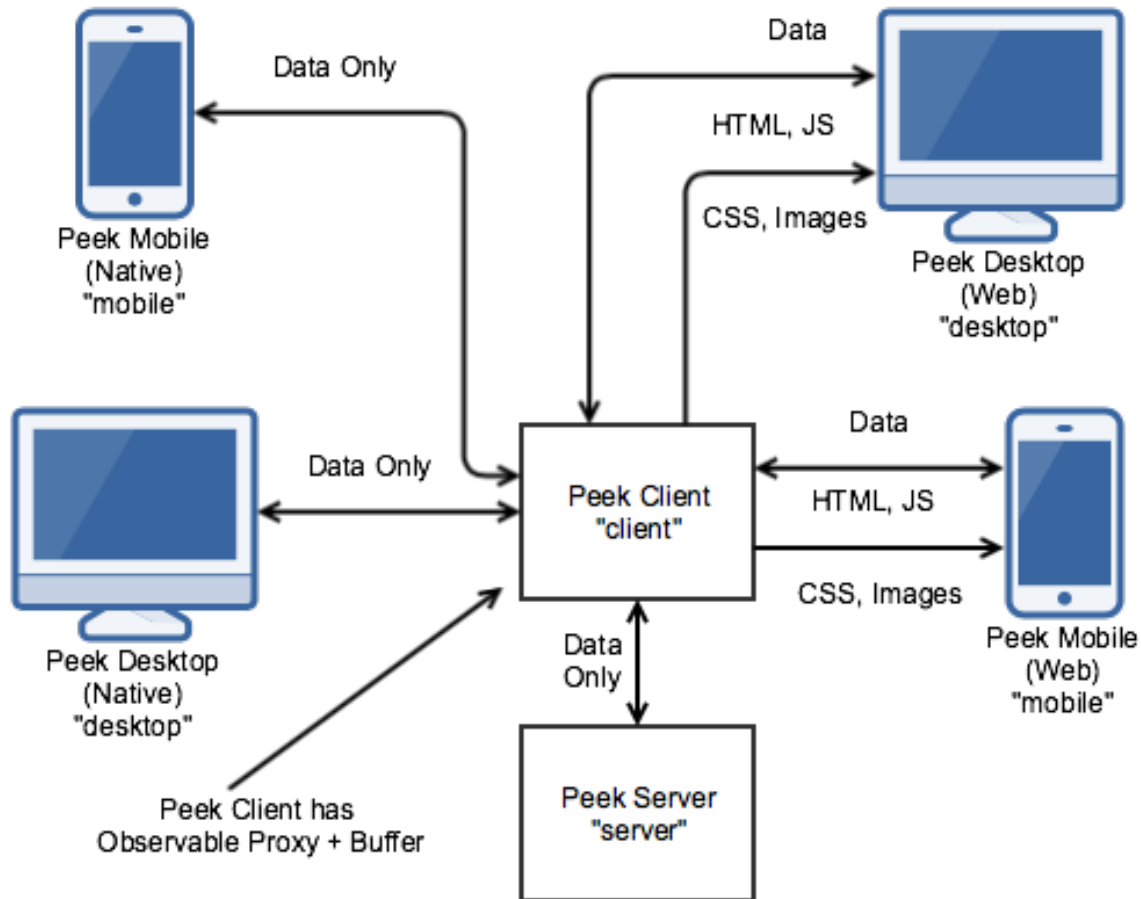 Data Only
Peek Mobile
(Native)
"mobile"
Data
HTML, JS
CSS, Images
Peek Desktop
(Web)
"desktop"
Data Only
Peek Desktop
(Native)
"desktop"
Peek Client
"client"
Data
HTML, JS
CSS, Images
Peek Mobile
(Web)
"mobile"
Data
Only
Peek Client has
Observable Proxy + Buffer
Peek Server
"server"